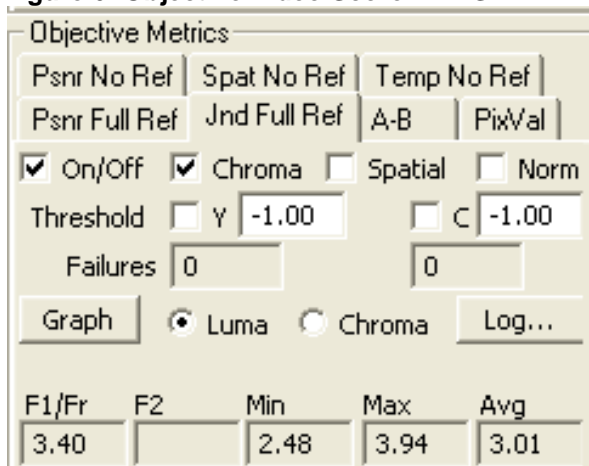 Objective Metrics
Psnr No Ref Spat No Ref Temp No Ref
Psnr Full Ref Jnd Full Ref A-B PixVal
On/Off Chroma Spatial Norm
Threshold Y -1.00 C -1.00
Failures 0 0
Graph Luma Chroma Log...
F1/Fr F2 Min Max Avg
3.40 2.48 3.94 3.01